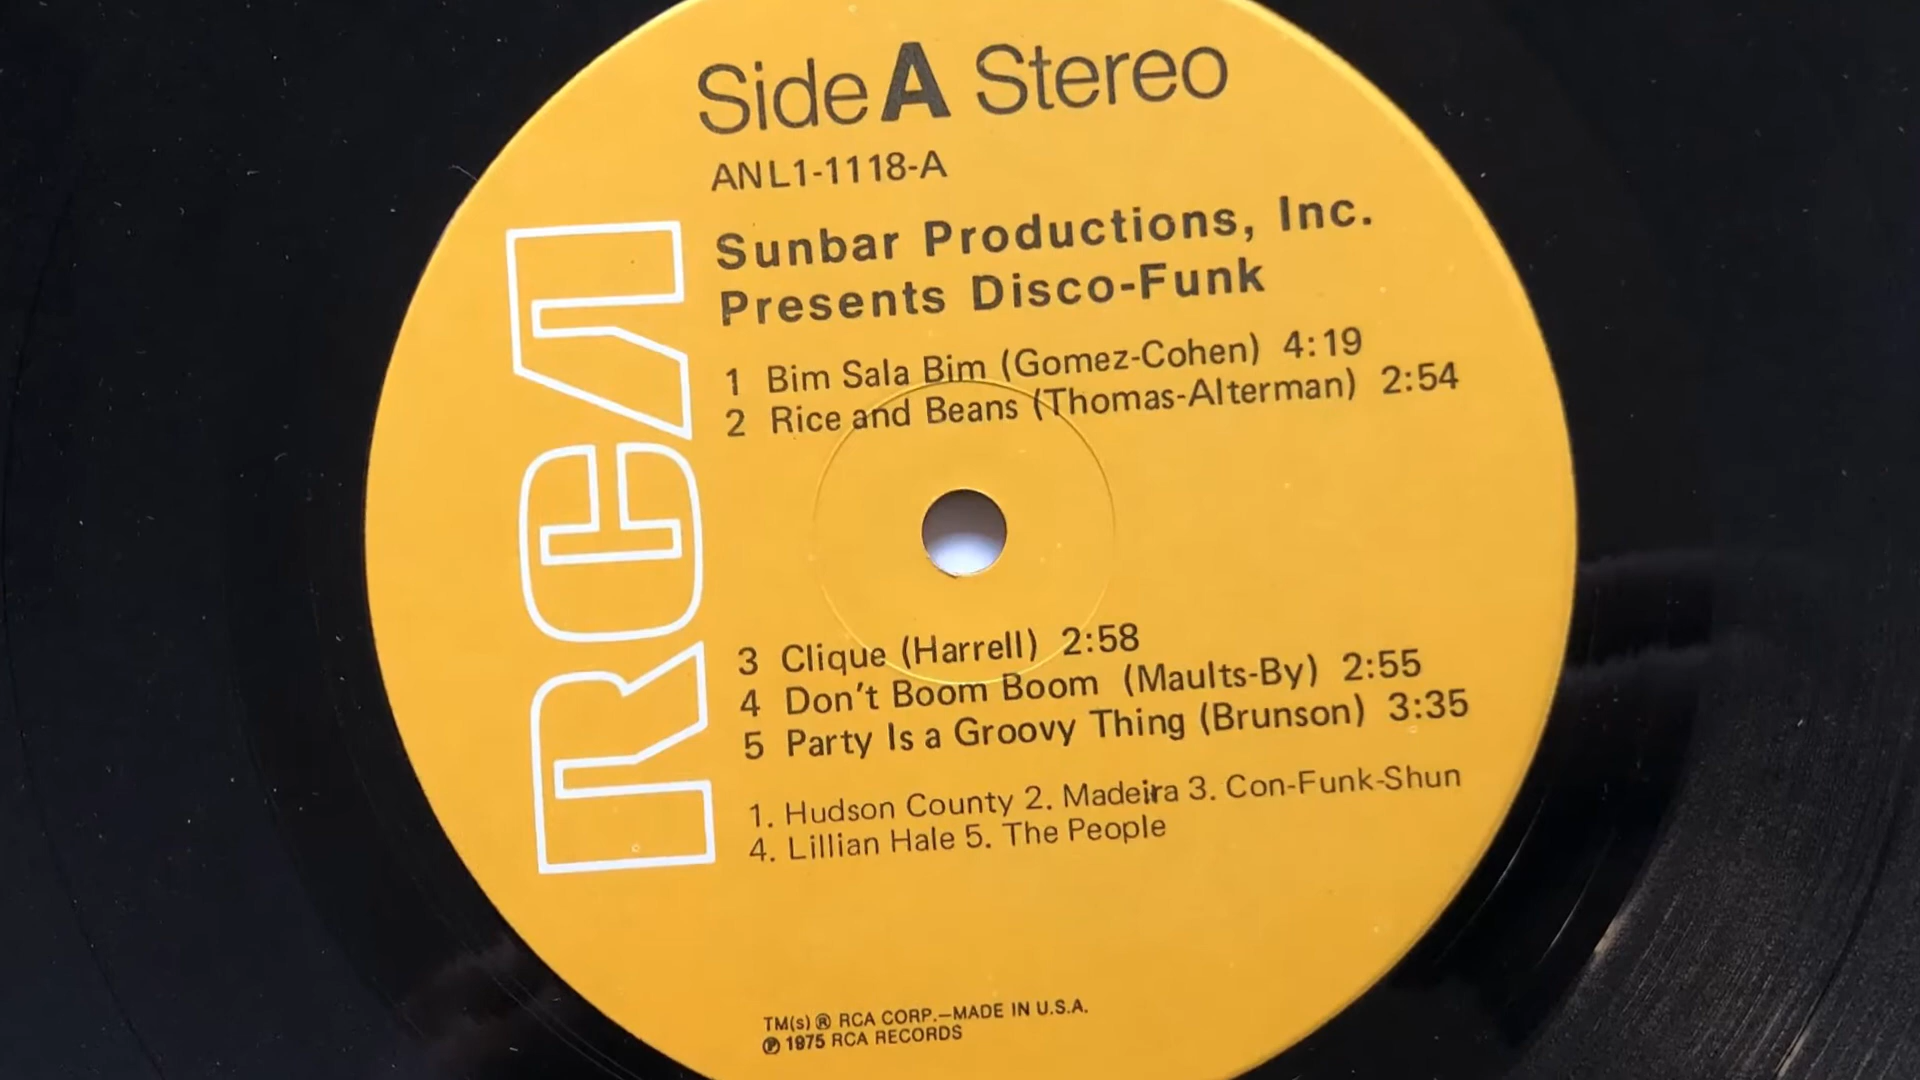 Side A Stereo
ANL1-1118-A
Sunbar Productions, Inc.
Presents Disco-Funk
1 Bim Sala Bim (Gomez-Cohen) 4:19
2 Rice and Beans (Thomas-Alterman) 2:54
RCA
3 Clique (Harrell) 2:58
4 Don't Boom Boom (Maults-By) 2:55
5 Party Is a Groovy Thing (Brunson) 3:35
1. Hudson County 2. Madeira 3. Con-Funk-Shun
4. Lillian Hale 5. The People
TM(s) ® RCA CORP.—MADE IN U.S.A.
℗ 1975 RCA RECORDS